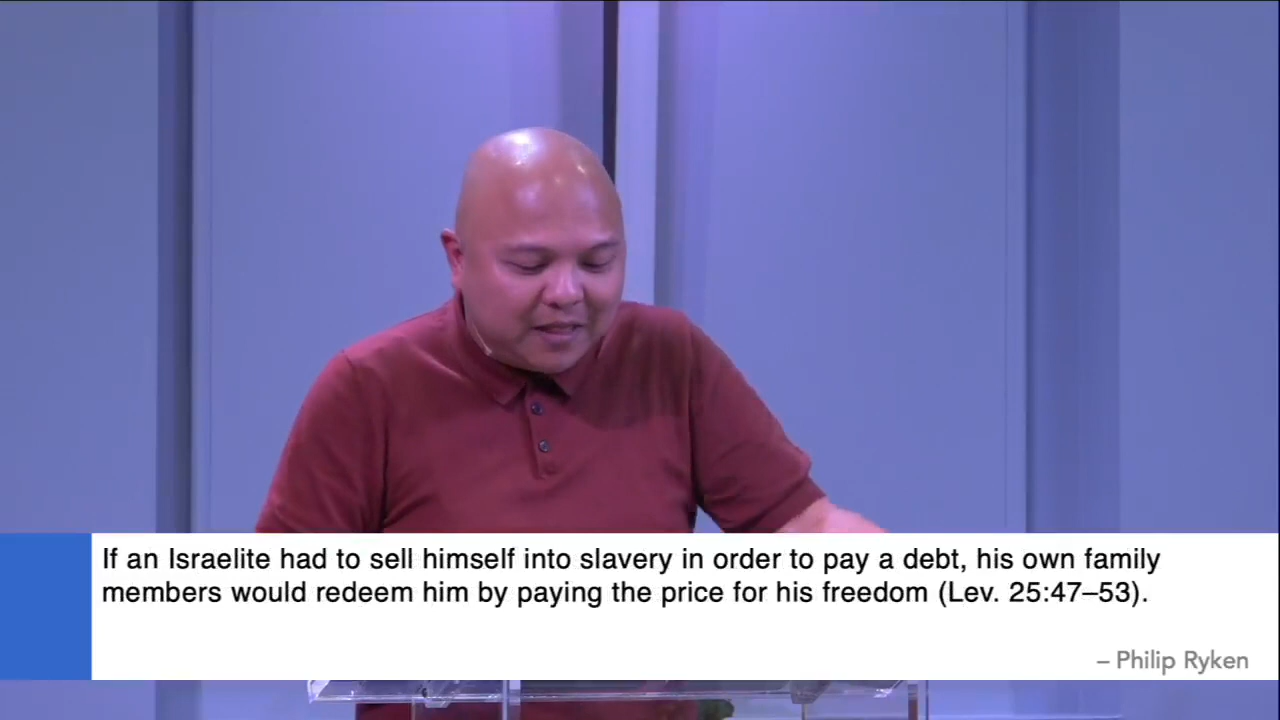 If an Israelite had to sell himself into slavery in order to pay a debt, his own family
members would redeem him by paying the price for his freedom (Lev. 25:47–53).
– Philip Ryken